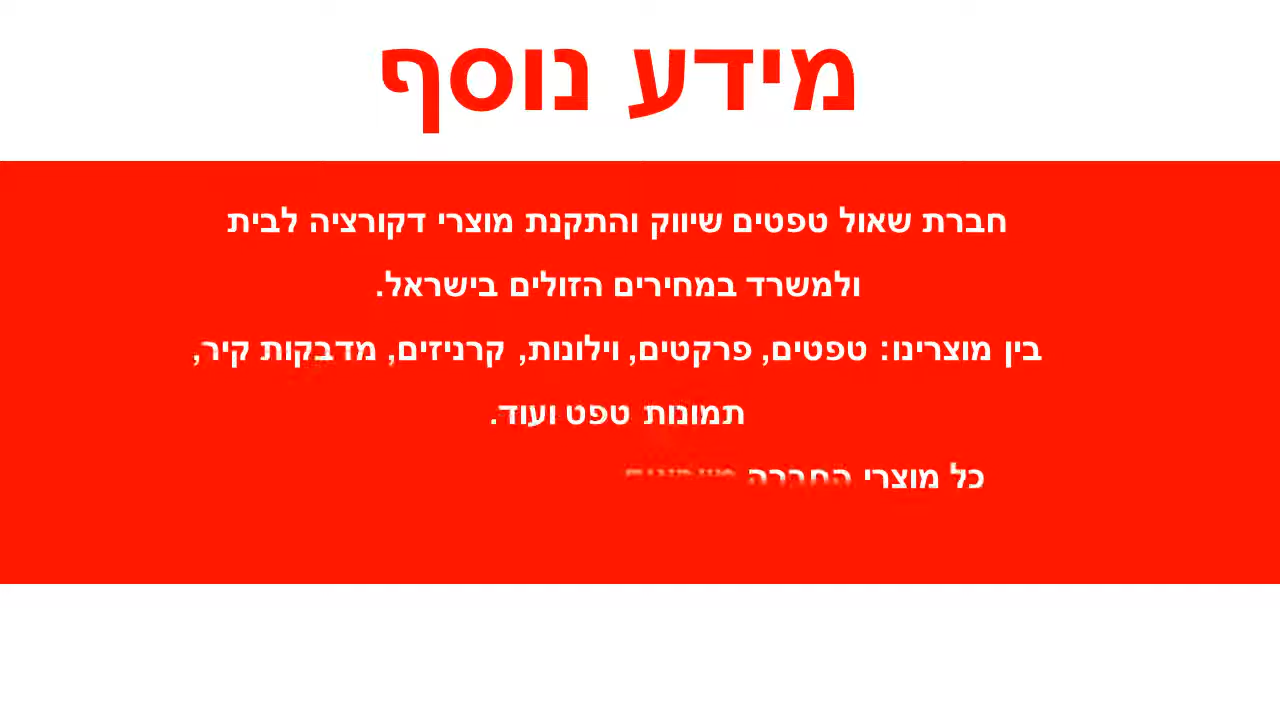 מידע נוסף
חברת שאול טפטים שיווק והתקנת מוצרי דקורציה לבית
ולמשרד במחירים הזולים בישראל.
בין מוצרינו: טפטים, פרקטים, וילונות, קרניזים, מדבקות קיר,
תמונות טפט ועוד.
כל מוצרי החברה